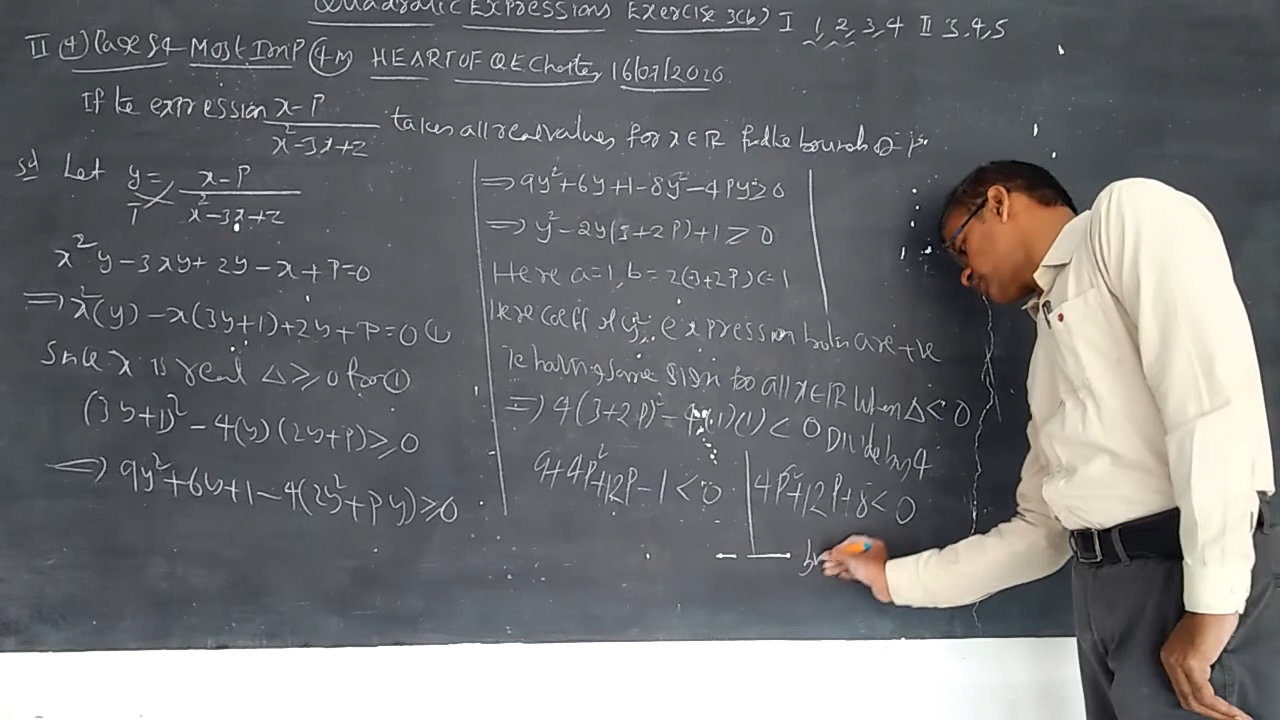 Quadratic Expressions Exercise 3(b) I 1, 2, 3, 4 II 3, 4, 5
II (4) Page 54 Most Imp (4m) HEART OF QE Chapter 16/07/2020
If the expression x-P / x²-3x+2 takes all real values for x∈R find the bounds of P.
Sol Let y/1 = x-P / x²-3x+2
x²y-3xy+2y-x+P=0
⇒x²(y)-x(3y+1)+2y+P=0 (1)
Since x is real Δ≥0 for (1)
(3y+1)²-4(y)(2y+P)≥0
⇒ 9y²+6y+1-4(2y²+Py)≥0
⇒9y²+6y+1-8y²-4Py≥0
⇒y²-2y(3+2P)+1≥0
Here a=1, b=2(-3+2P) c=1
Here coeff of y², expression both are +ve
ie having same sign for all x∈R when Δ<0
⇒4(3+2P)²-4(1)(1)<0 Divide by 4
9+4P²+12P-1<0
4P²+12P+8<0